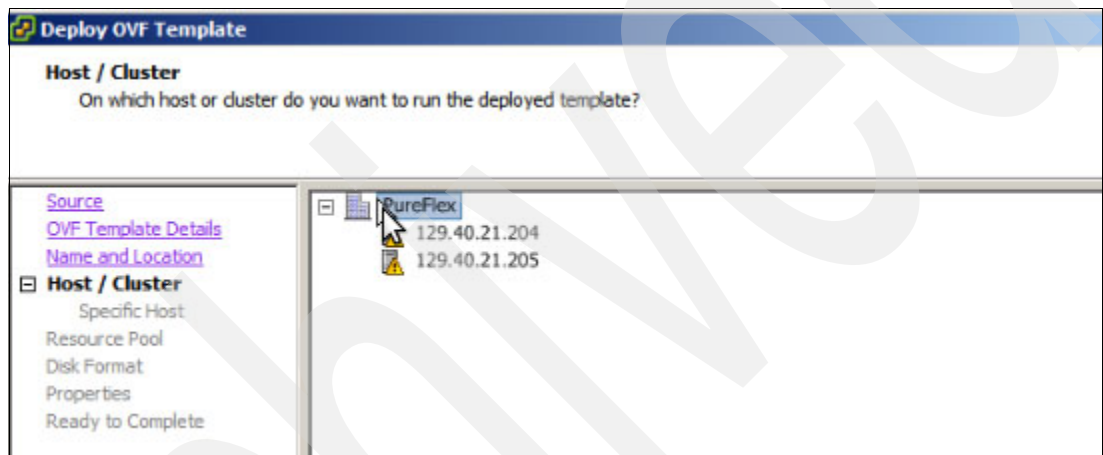 Deploy OVF Template
Host / Cluster
On which host or cluster do you want to run the deployed template?
Source
OVF Template Details
Name and Location
Host / Cluster
Specific Host
Resource Pool
Disk Format
Properties
Ready to Complete
PureFlex
129.40.21.204
129.40.21.205